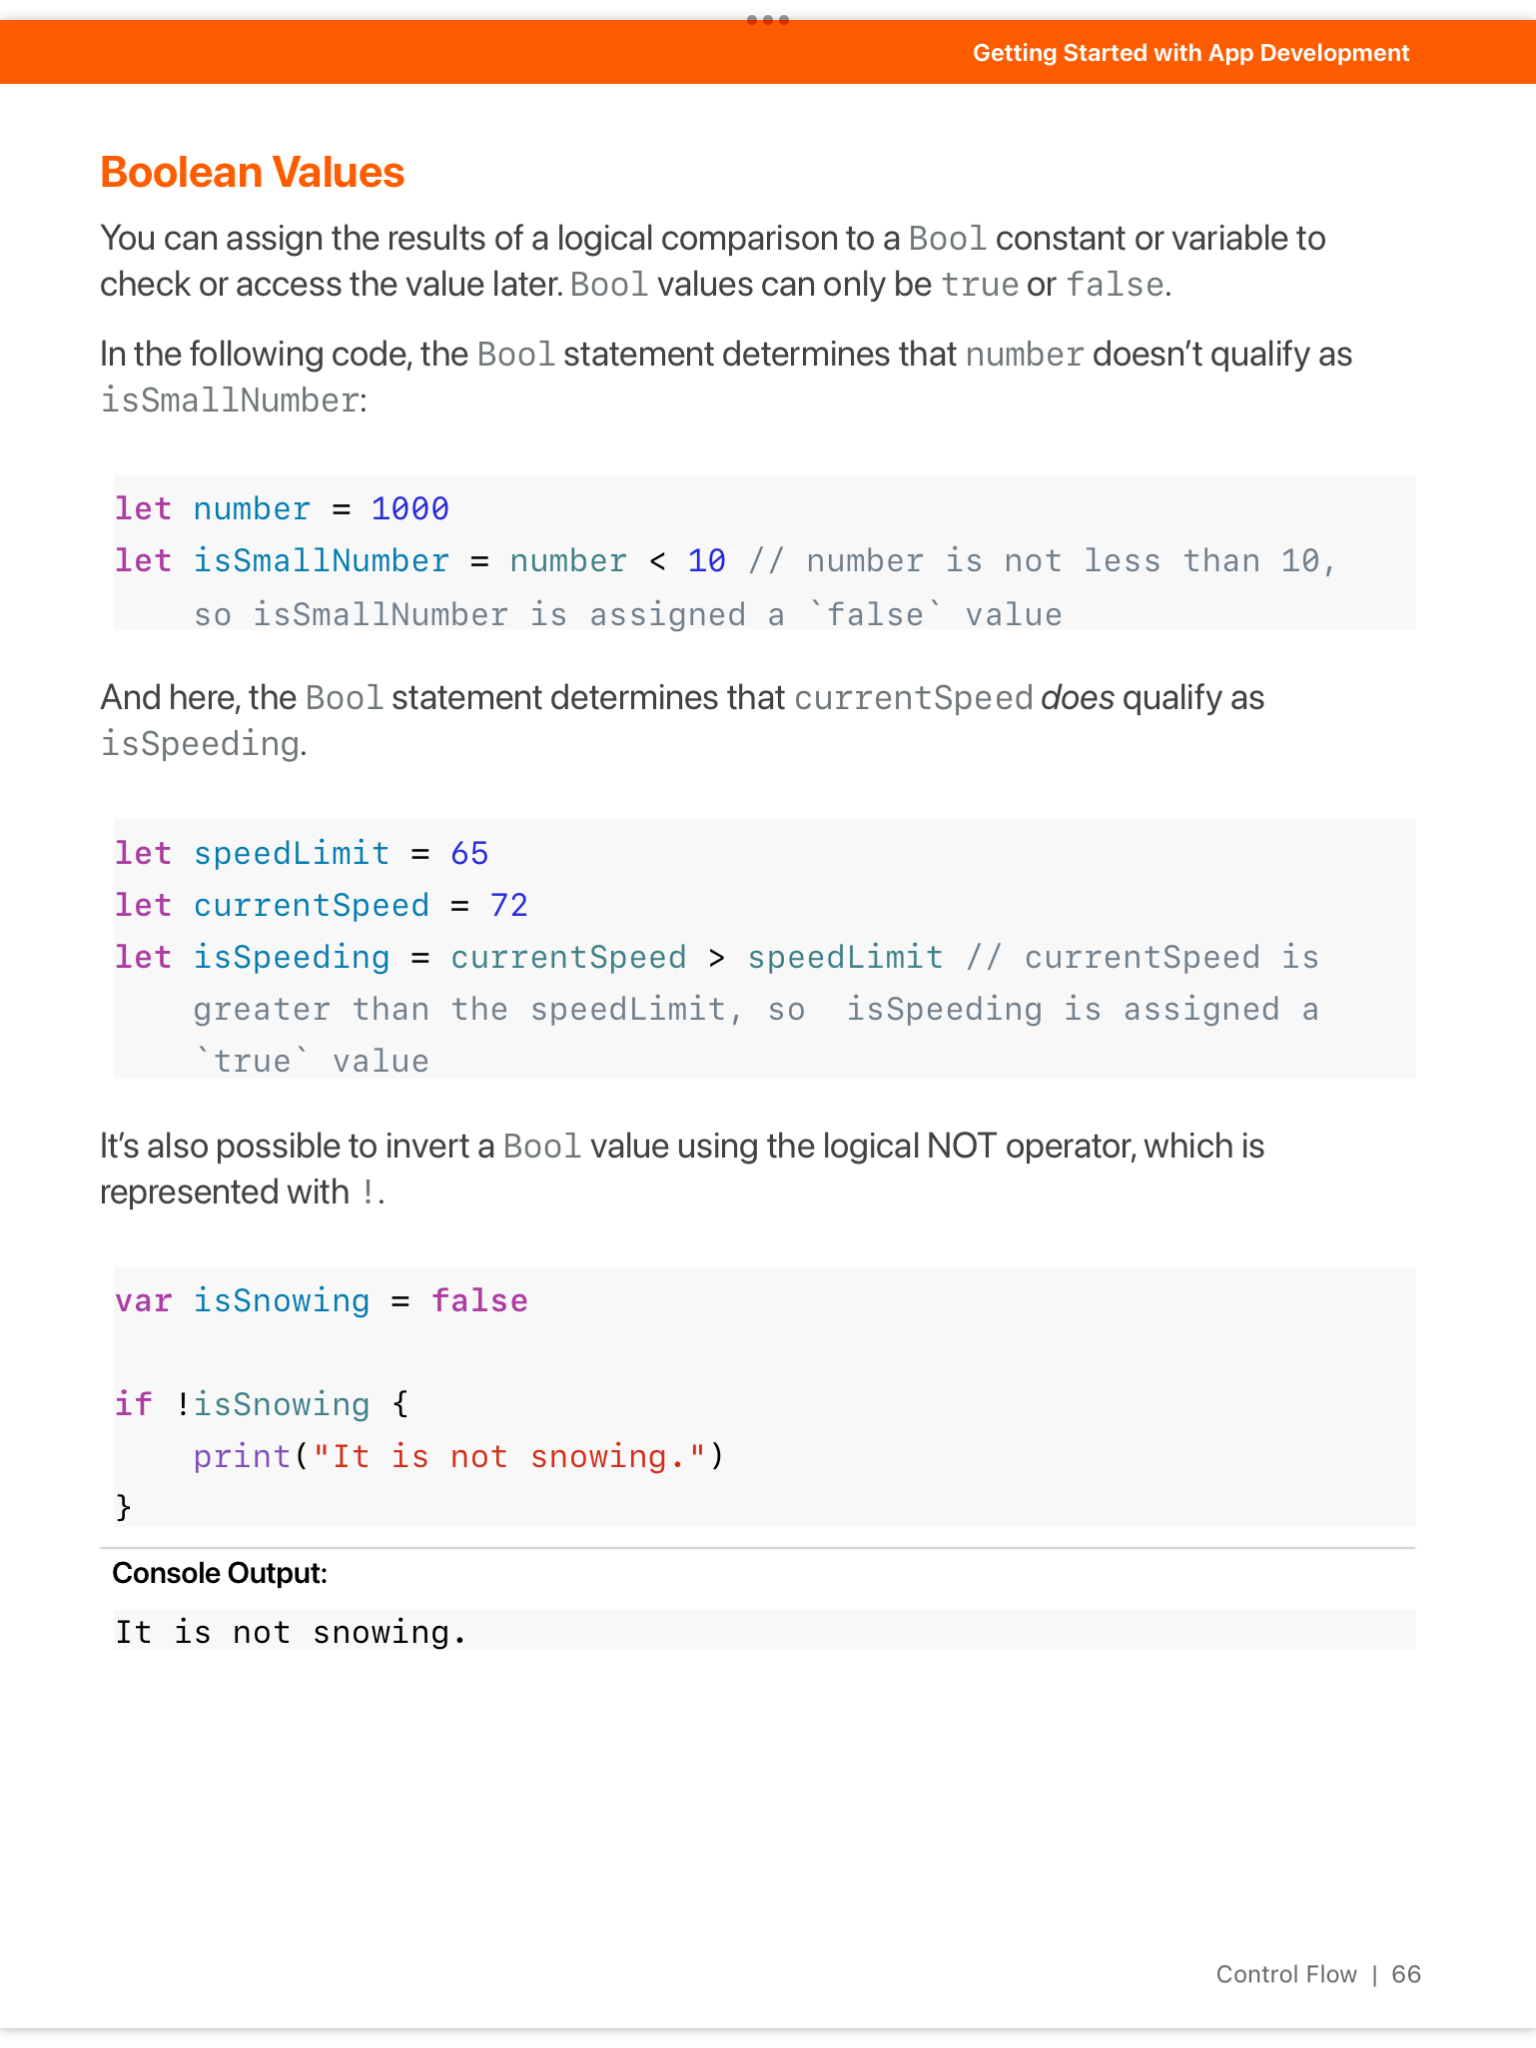 Getting Started with App Development
Boolean Values
You can assign the results of a logical comparison to a Bool constant or variable to
check or access the value later. Bool values can only be true or false.
In the following code, the Bool statement determines that number doesn’t qualify as
isSmallNumber:
let number = 1000
let isSmallNumber = number < 10 // number is not less than 10,
so isSmallNumber is assigned a `false` value
And here, the Bool statement determines that currentSpeed does qualify as
isSpeeding.
let speedLimit = 65
let currentSpeed = 72
let isSpeeding = currentSpeed > speedLimit // currentSpeed is
greater than the speedLimit, so  isSpeeding is assigned a
`true` value
It’s also possible to invert a Bool value using the logical NOT operator, which is
represented with !.
var isSnowing = false
if !isSnowing {
print("It is not snowing.")
}
Console Output:
It is not snowing.
Control Flow | 66